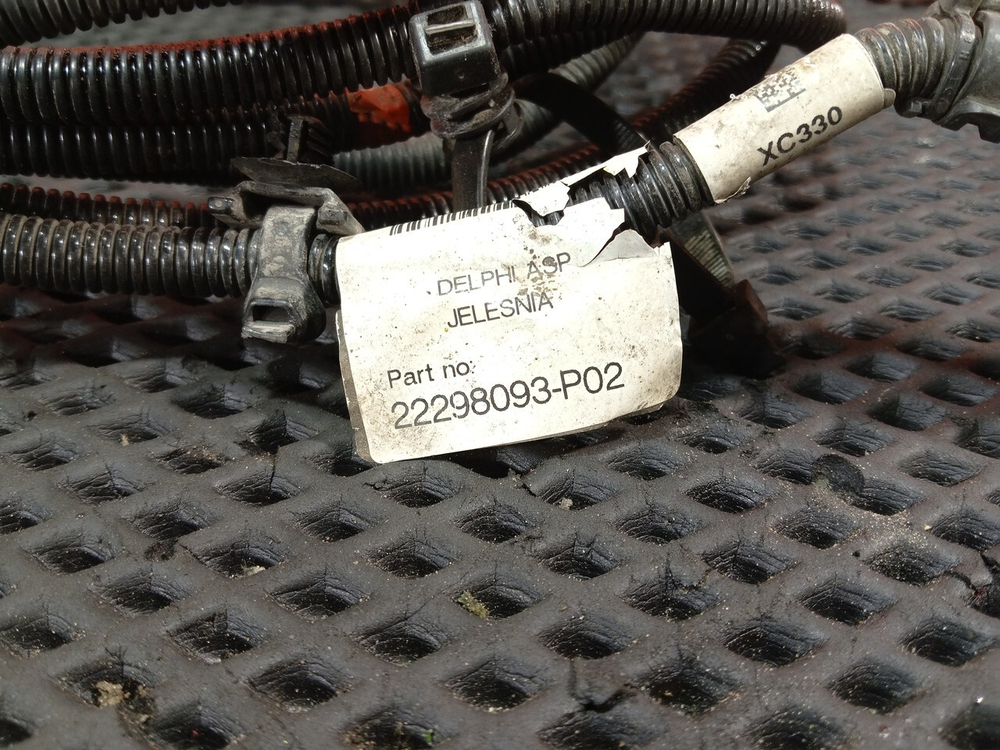 XC330
DELPHI ASP
JELESNIA
Part no:
22298093-P02